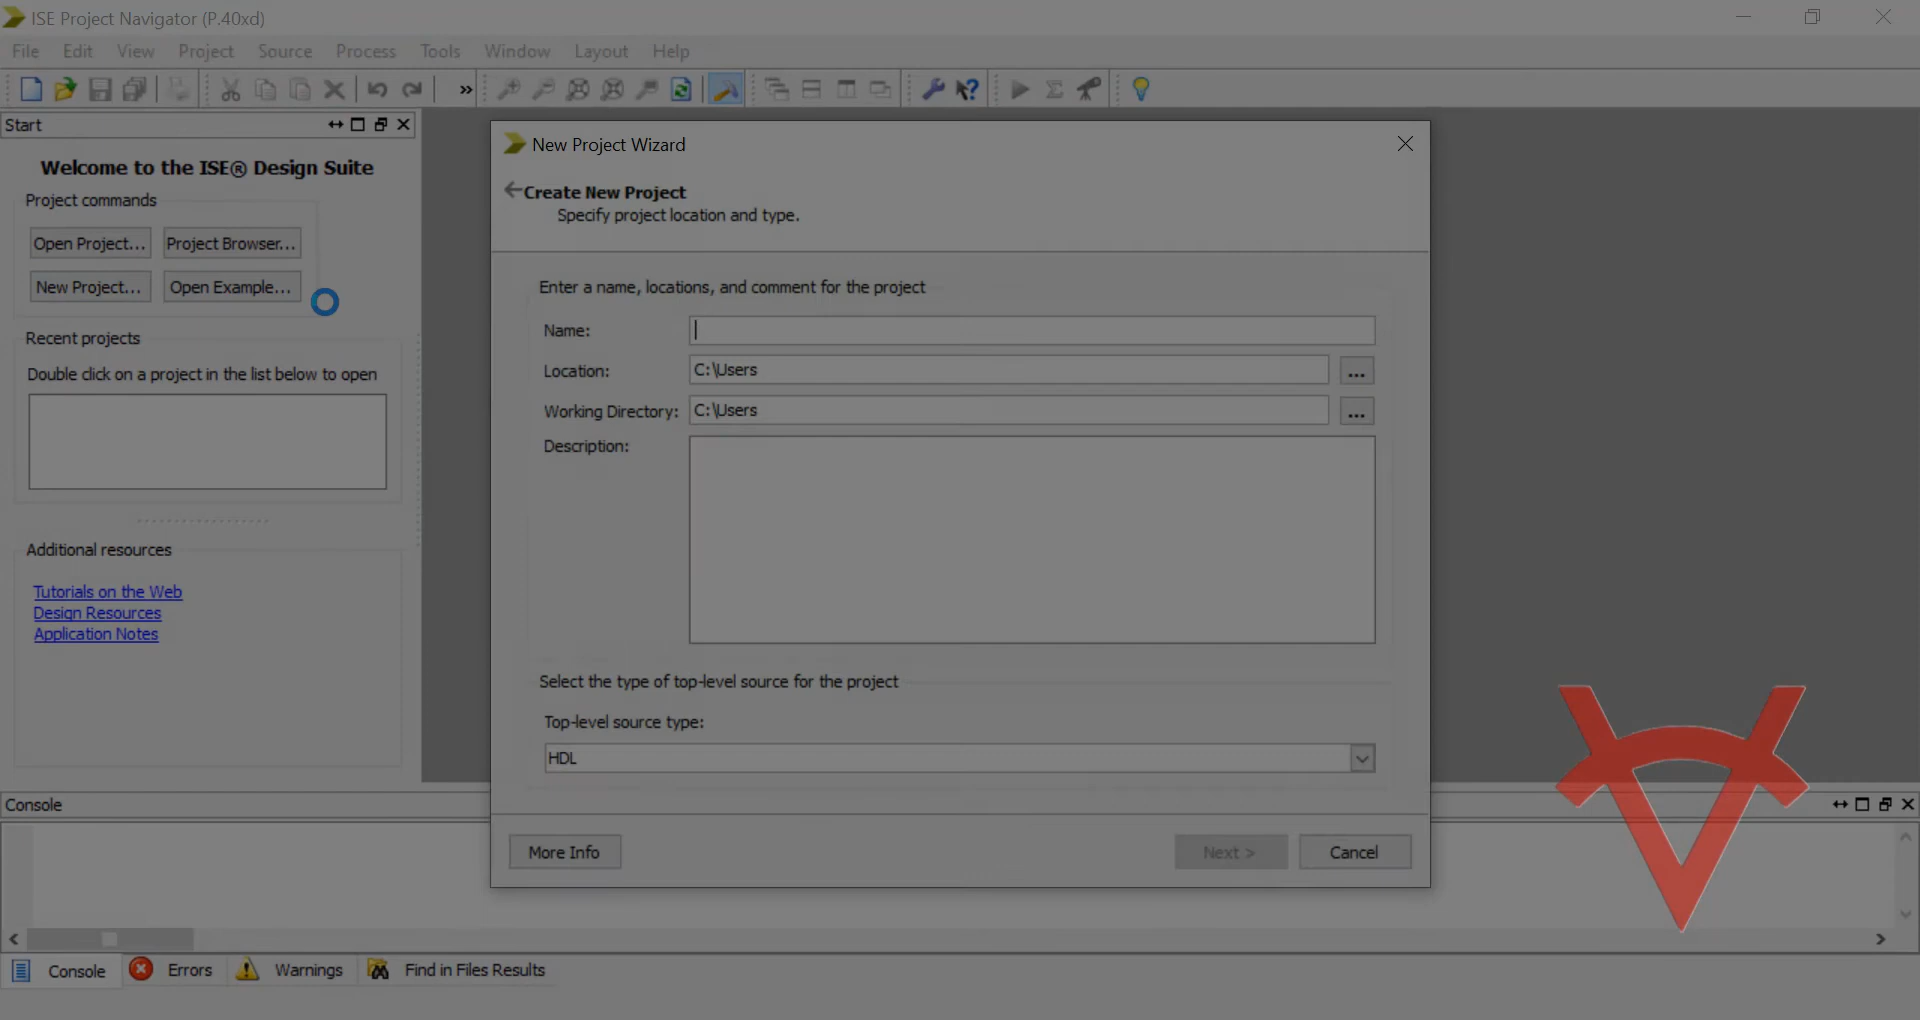 ISE Project Navigator (P.40xd)
File Edit View Project Source Process Tools Window Layout Help
»
Start
Welcome to the ISE® Design Suite
Project commands
Open Project... Project Browser...
New Project... Open Example...
Recent projects
Double click on a project in the list below to open
Additional resources
Tutorials on the Web
Design Resources
Application Notes
New Project Wizard
Create New Project
Specify project location and type.
Enter a name, locations, and comment for the project
Name:
Location: C:\Users ...
Working Directory: C:\Users ...
Description:
Select the type of top-level source for the project
Top-level source type:
HDL
More Info Next > Cancel
Console
Console Errors Warnings Find in Files Results